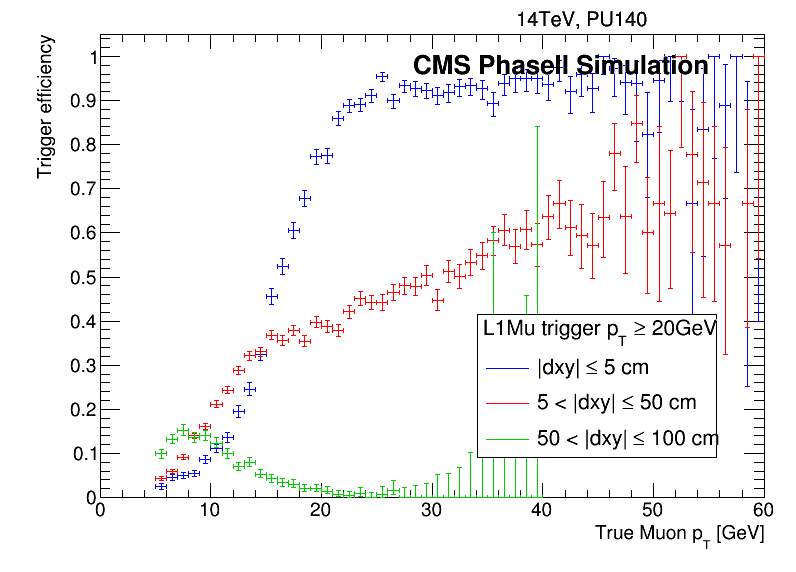 14TeV, PU140
CMS PhaseII Simulation
Trigger efficiency
1
0.9
0.8
0.7
0.6
0.5
0.4
0.3
0.2
0.1
0
L1Mu trigger p_T ≥ 20GeV
|dxy| ≤ 5 cm
5 < |dxy| ≤ 50 cm
50 < |dxy| ≤ 100 cm
0 10 20 30 40 50 60
True Muon p_T [GeV]